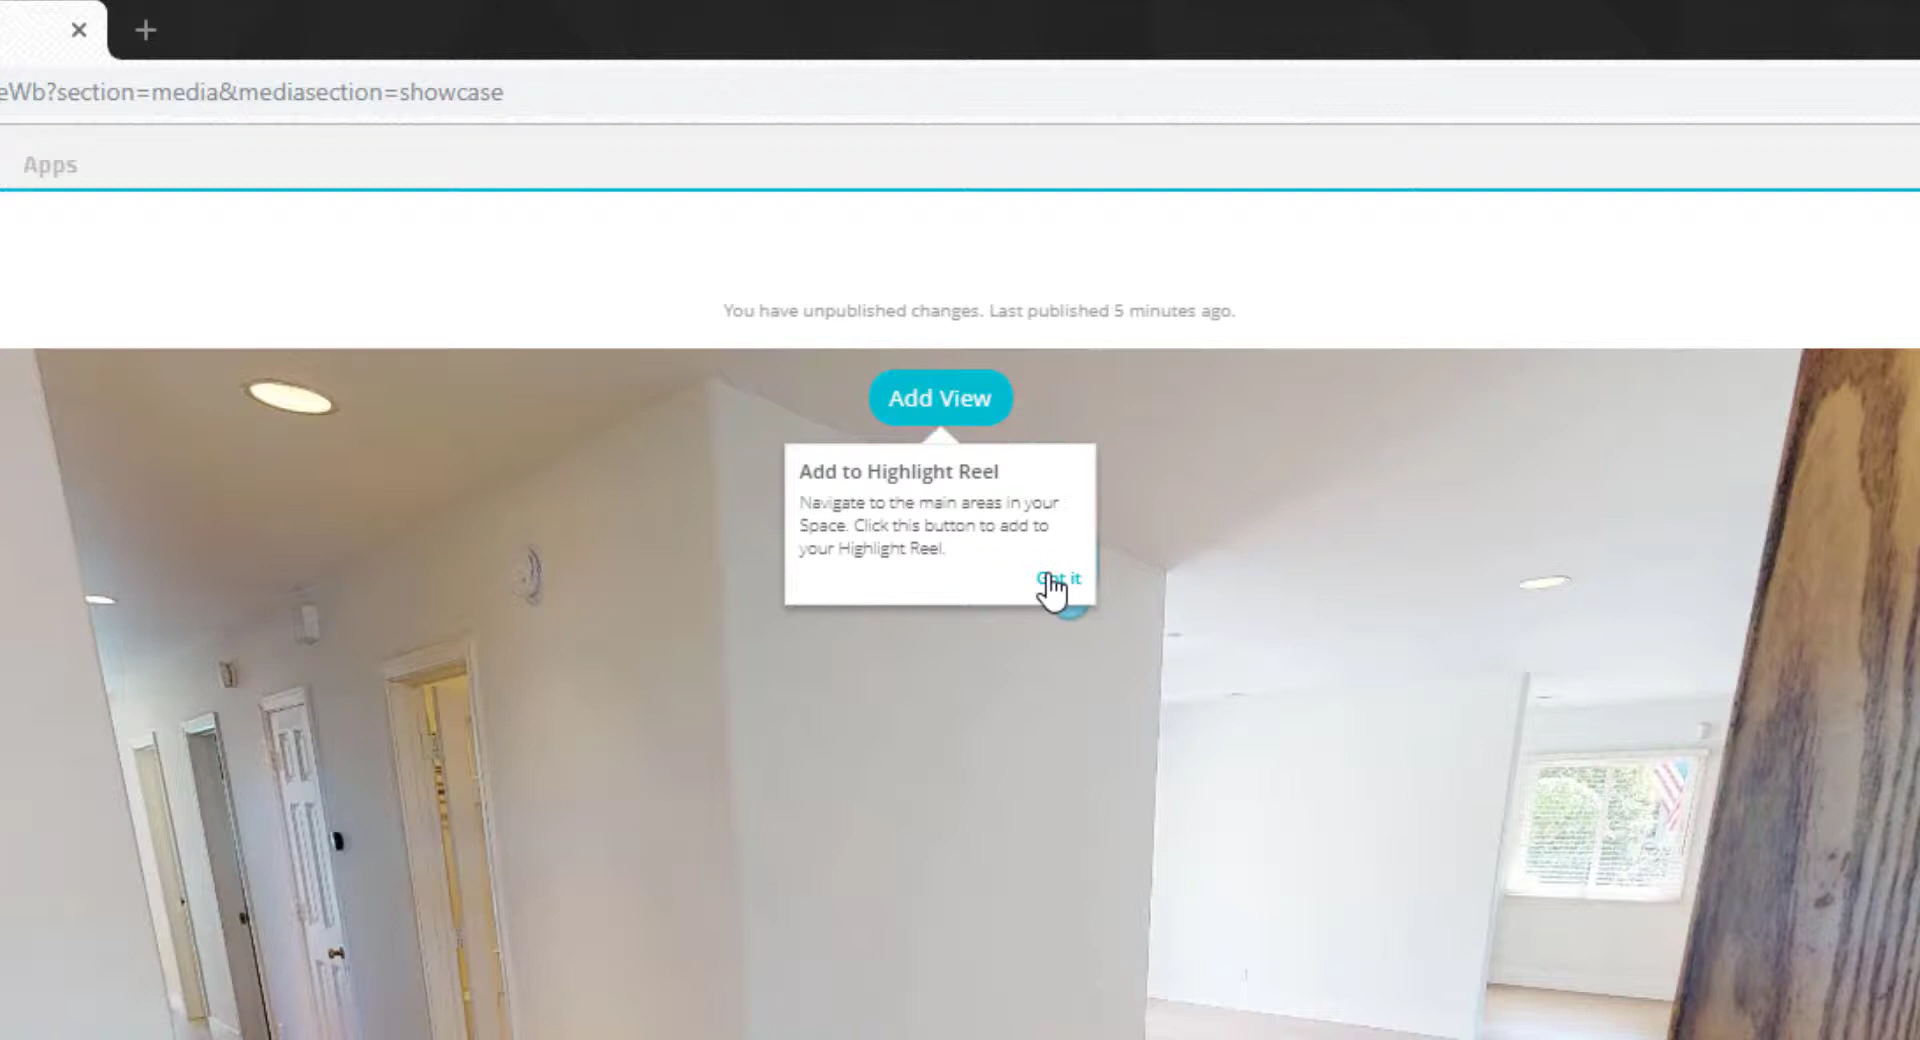 eWb?section=media&mediasection=showcase
Apps
You have unpublished changes. Last published 5 minutes ago.
Add View
Add to Highlight Reel
Navigate to the main areas in your
Space. Click this button to add to
your Highlight Reel.
Got it